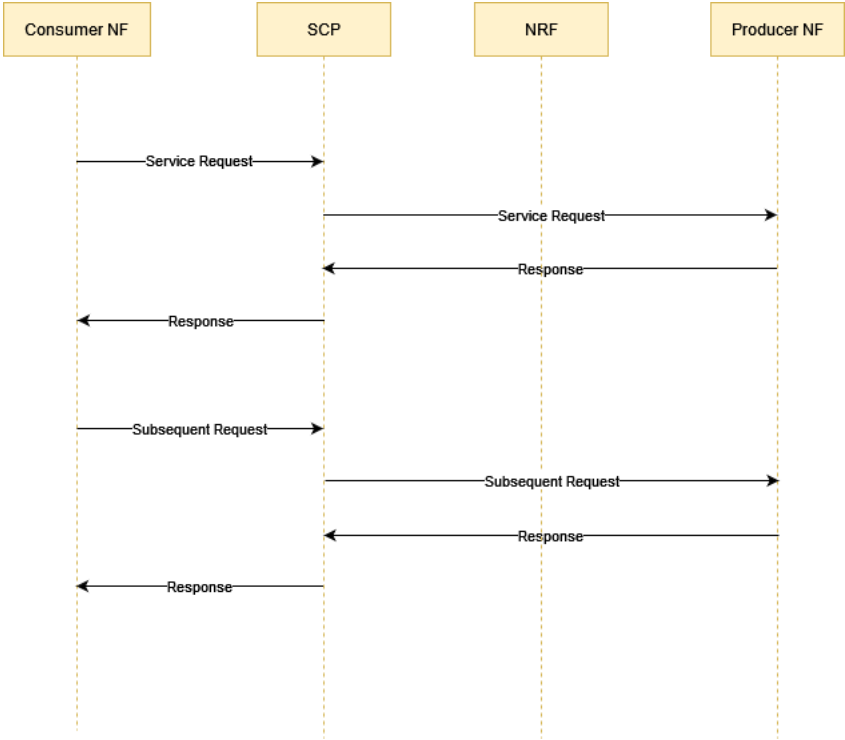 Consumer NF
SCP
NRF
Producer NF
Service Request
Service Request
Response
Response
Subsequent Request
Subsequent Request
Response
Response